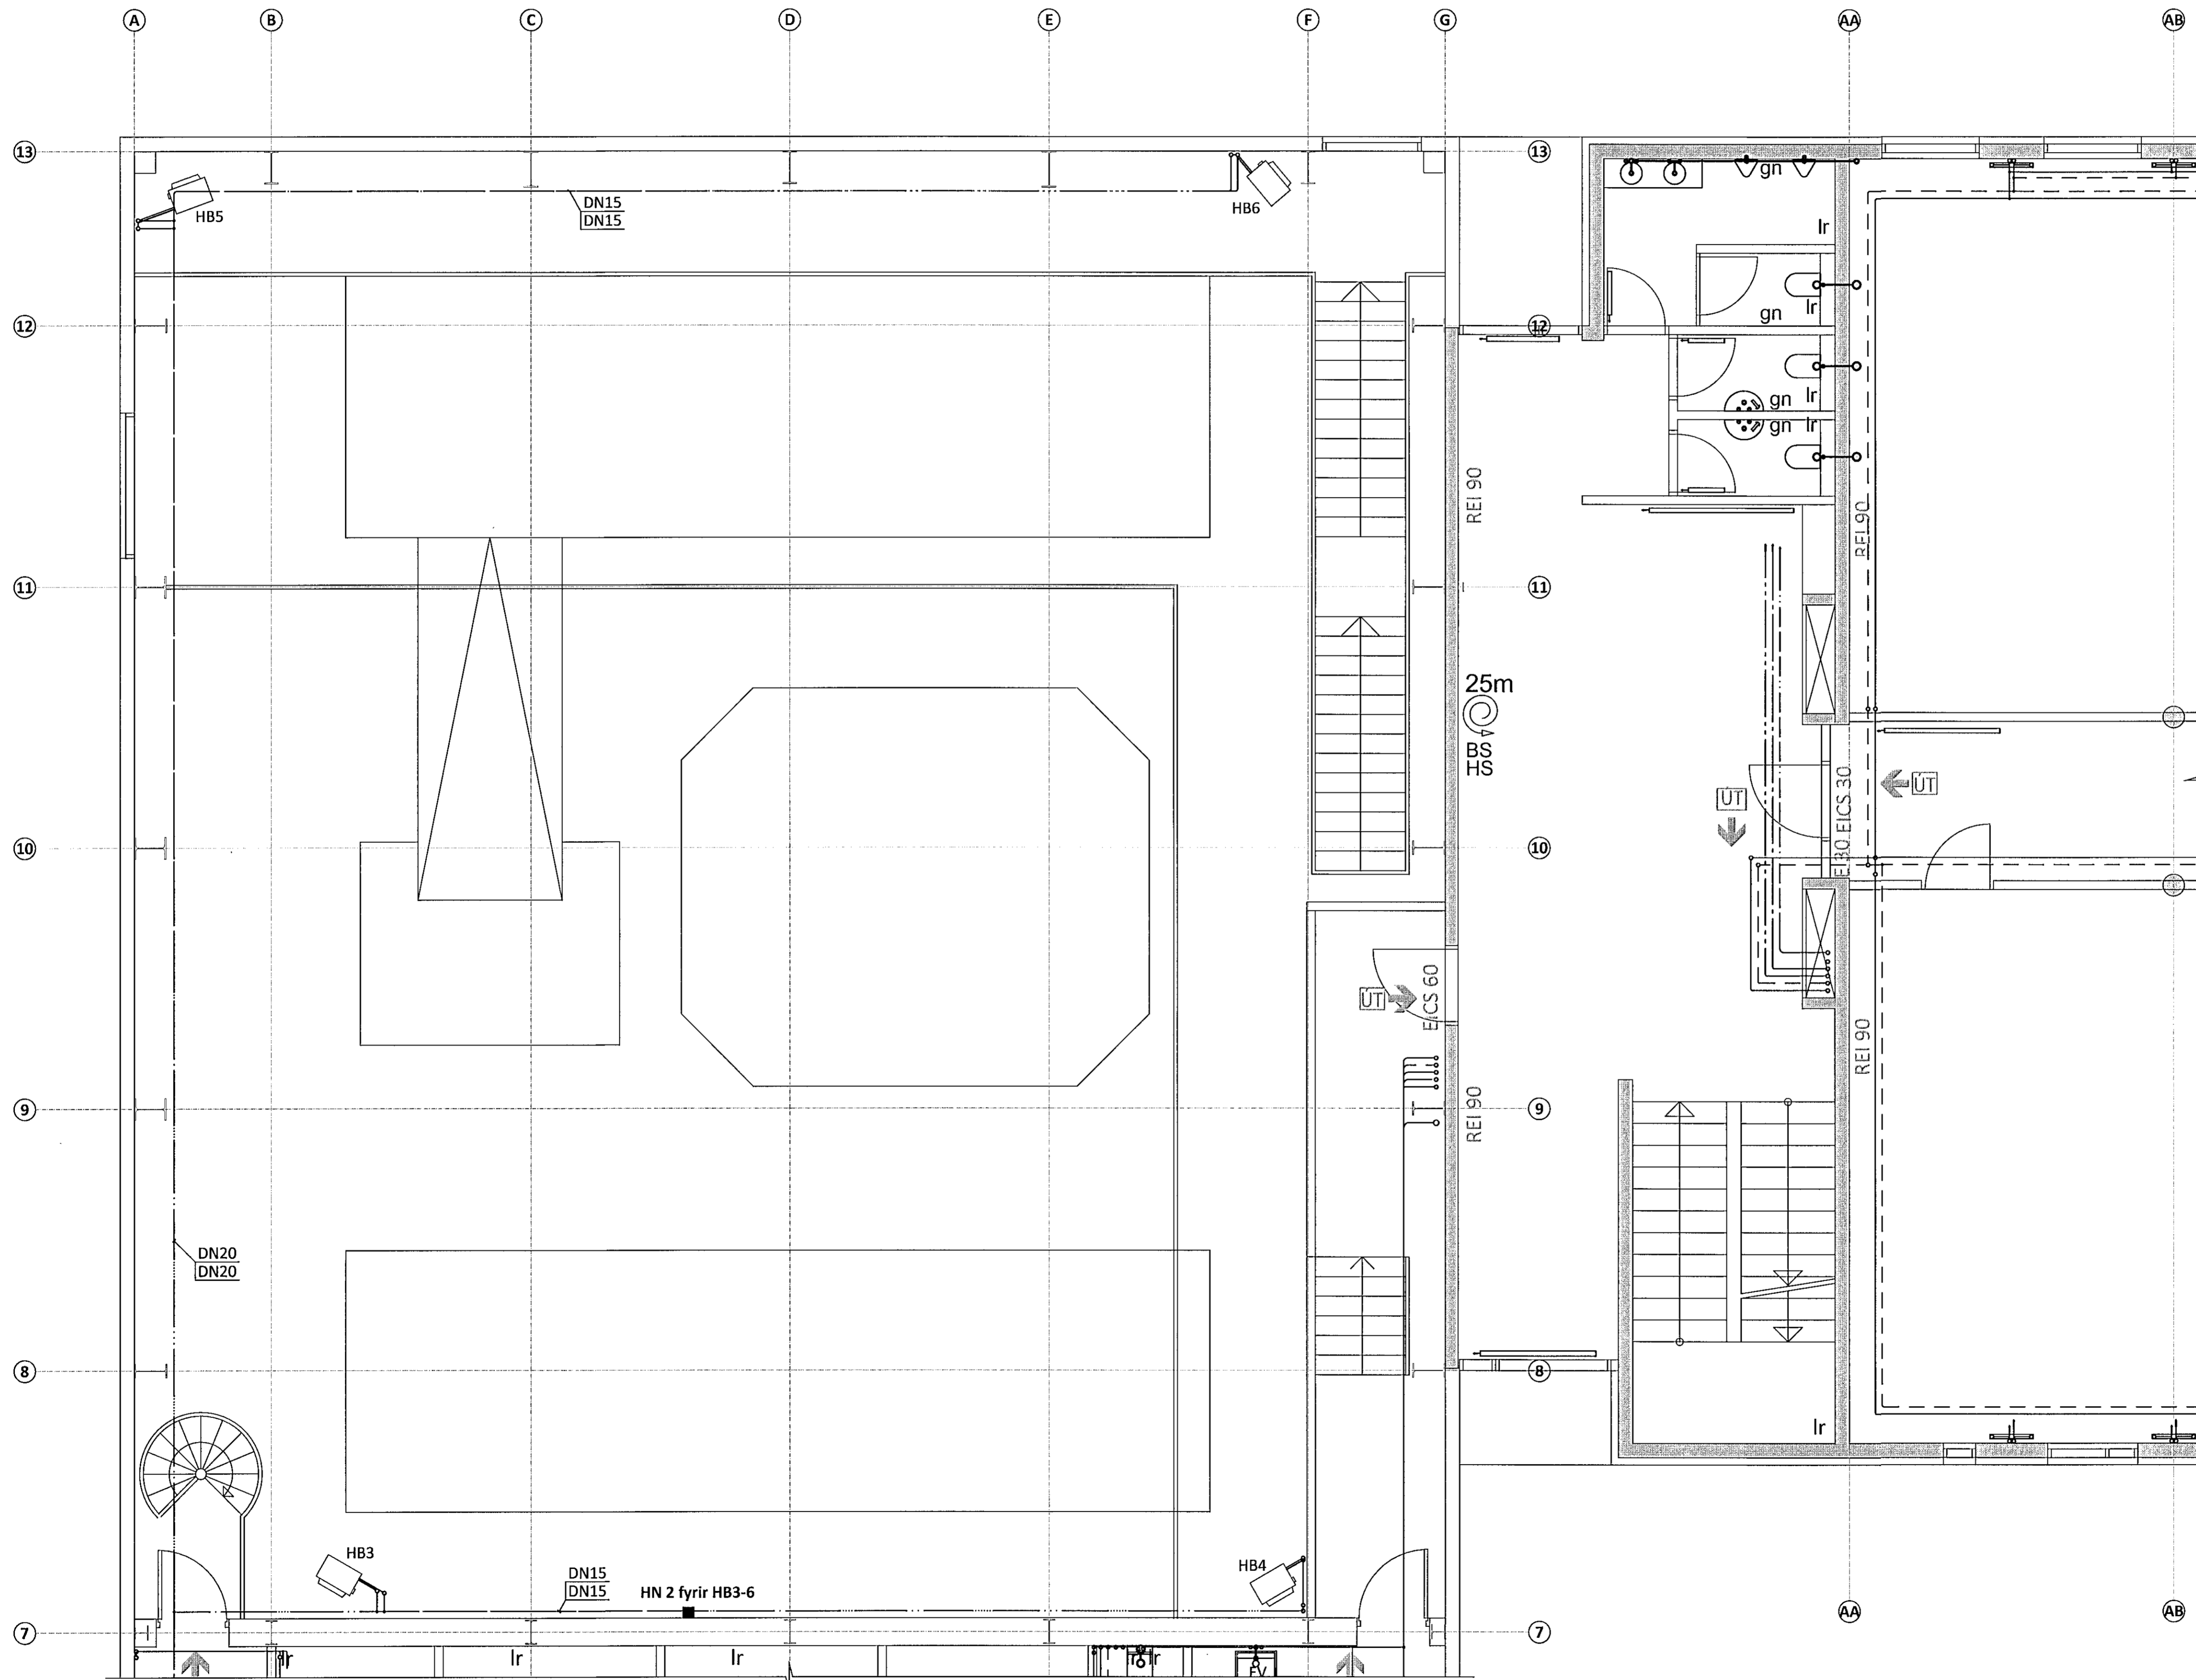 A B C D E F G AA AB
13 13
HB5
DN15
DN15
HB6
gn
lr
12 12
gn lr
gn lr
gn lr
REI 90
REI 90
11 11
25m
BS
HS
ÚT
ÚT
EICS 30
10 10
ÚT
EICS 60
REI 90
REI 90
9 9
DN20
DN20
8 8
lr
HB3
DN15
DN15
HN 2 fyrir HB3-6
HB4
AA AB
7 7
lr lr lr lr